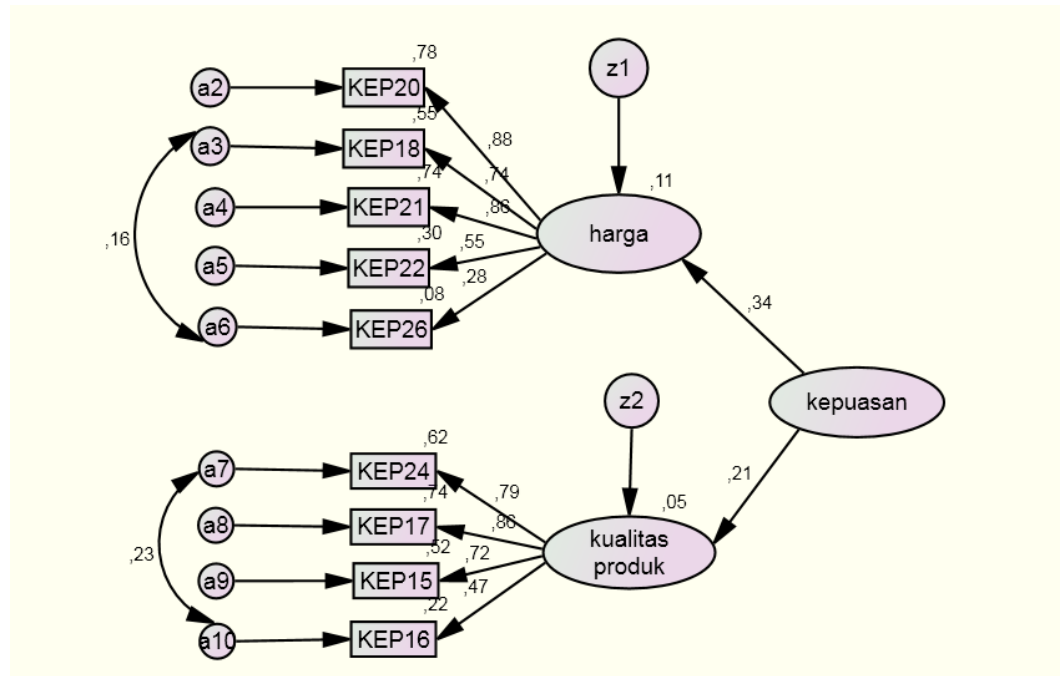 ,78
z1
a2
KEP20
,55
,88
a3
KEP18
,74
,74
,11
a4
KEP21
,86
harga
,16
,30
,55
a5
KEP22
,28
,08
a6
KEP26
,34
z2
kepuasan
,62
a7
KEP24
,21
,74
,79
,05
a8
KEP17
,86
kualitas
produk
,23
,52
,72
a9
KEP15
,47
,22
a10
KEP16